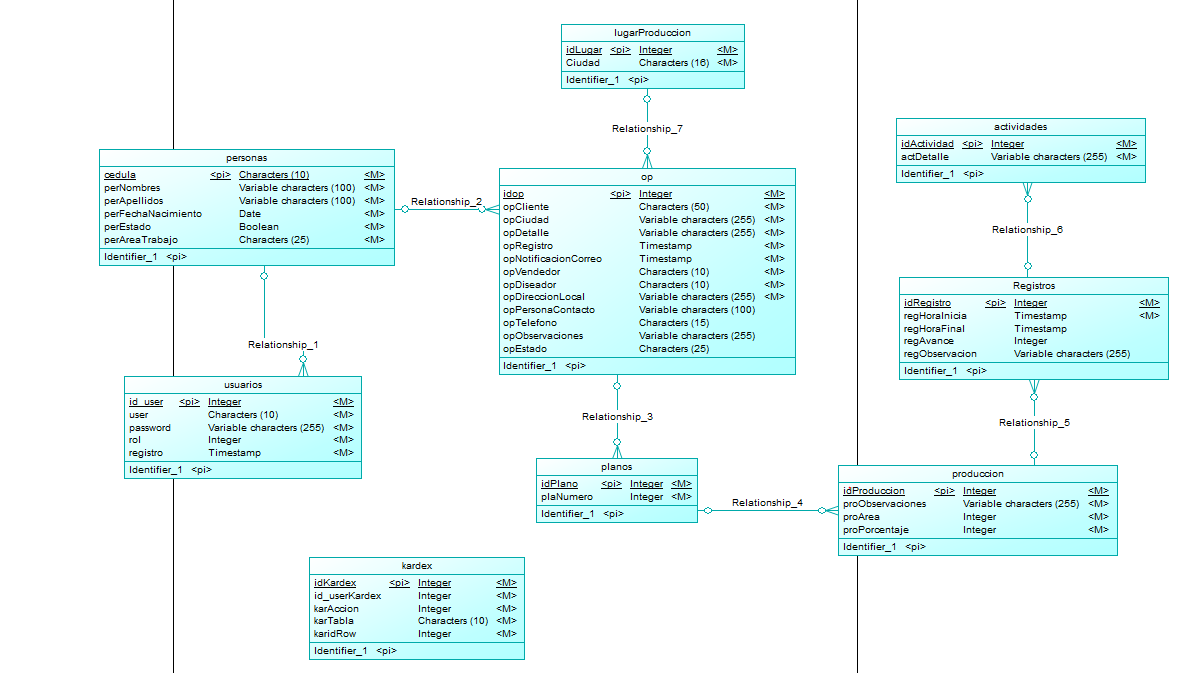 lugarProduccion
idLugar <pi> Integer <M>
Ciudad Characters (16) <M>
Identifier_1 <pi>
Relationship_7
actividades
idActividad <pi> Integer <M>
actDetalle Variable characters (255) <M>
Identifier_1 <pi>
personas
cedula <pi> Characters (10) <M>
perNombres Variable characters (100) <M>
perApellidos Variable characters (100) <M>
perFechaNacimiento Date <M>
perEstado Boolean <M>
perAreaTrabajo Characters (25) <M>
Identifier_1 <pi>
Relationship_2
op
idop <pi> Integer <M>
opCliente Characters (50) <M>
opCiudad Variable characters (255) <M>
opDetalle Variable characters (255) <M>
opRegistro Timestamp <M>
opNotificacionCorreo Timestamp <M>
opVendedor Characters (10) <M>
opDiseador Characters (10) <M>
opDireccionLocal Variable characters (255) <M>
opPersonaContacto Variable characters (100)
opTelefono Characters (15)
opObservaciones Variable characters (255)
opEstado Characters (25)
Identifier_1 <pi>
Relationship_6
Registros
idRegistro <pi> Integer <M>
regHoraInicia Timestamp <M>
regHoraFinal Timestamp
regAvance Integer
regObservacion Variable characters (255)
Identifier_1 <pi>
Relationship_1
usuarios
id_user <pi> Integer <M>
user Characters (10) <M>
password Variable characters (255) <M>
rol Integer <M>
registro Timestamp <M>
Identifier_1 <pi>
Relationship_3
Relationship_5
planos
idPlano <pi> Integer <M>
plaNumero Integer <M>
Identifier_1 <pi>
Relationship_4
produccion
idProduccion <pi> Integer <M>
proObservaciones Variable characters (255) <M>
proArea Integer <M>
proPorcentaje Integer <M>
Identifier_1 <pi>
kardex
idKardex <pi> Integer <M>
id_userKardex Integer <M>
karAccion Integer <M>
karTabla Characters (10) <M>
karidRow Integer <M>
Identifier_1 <pi>